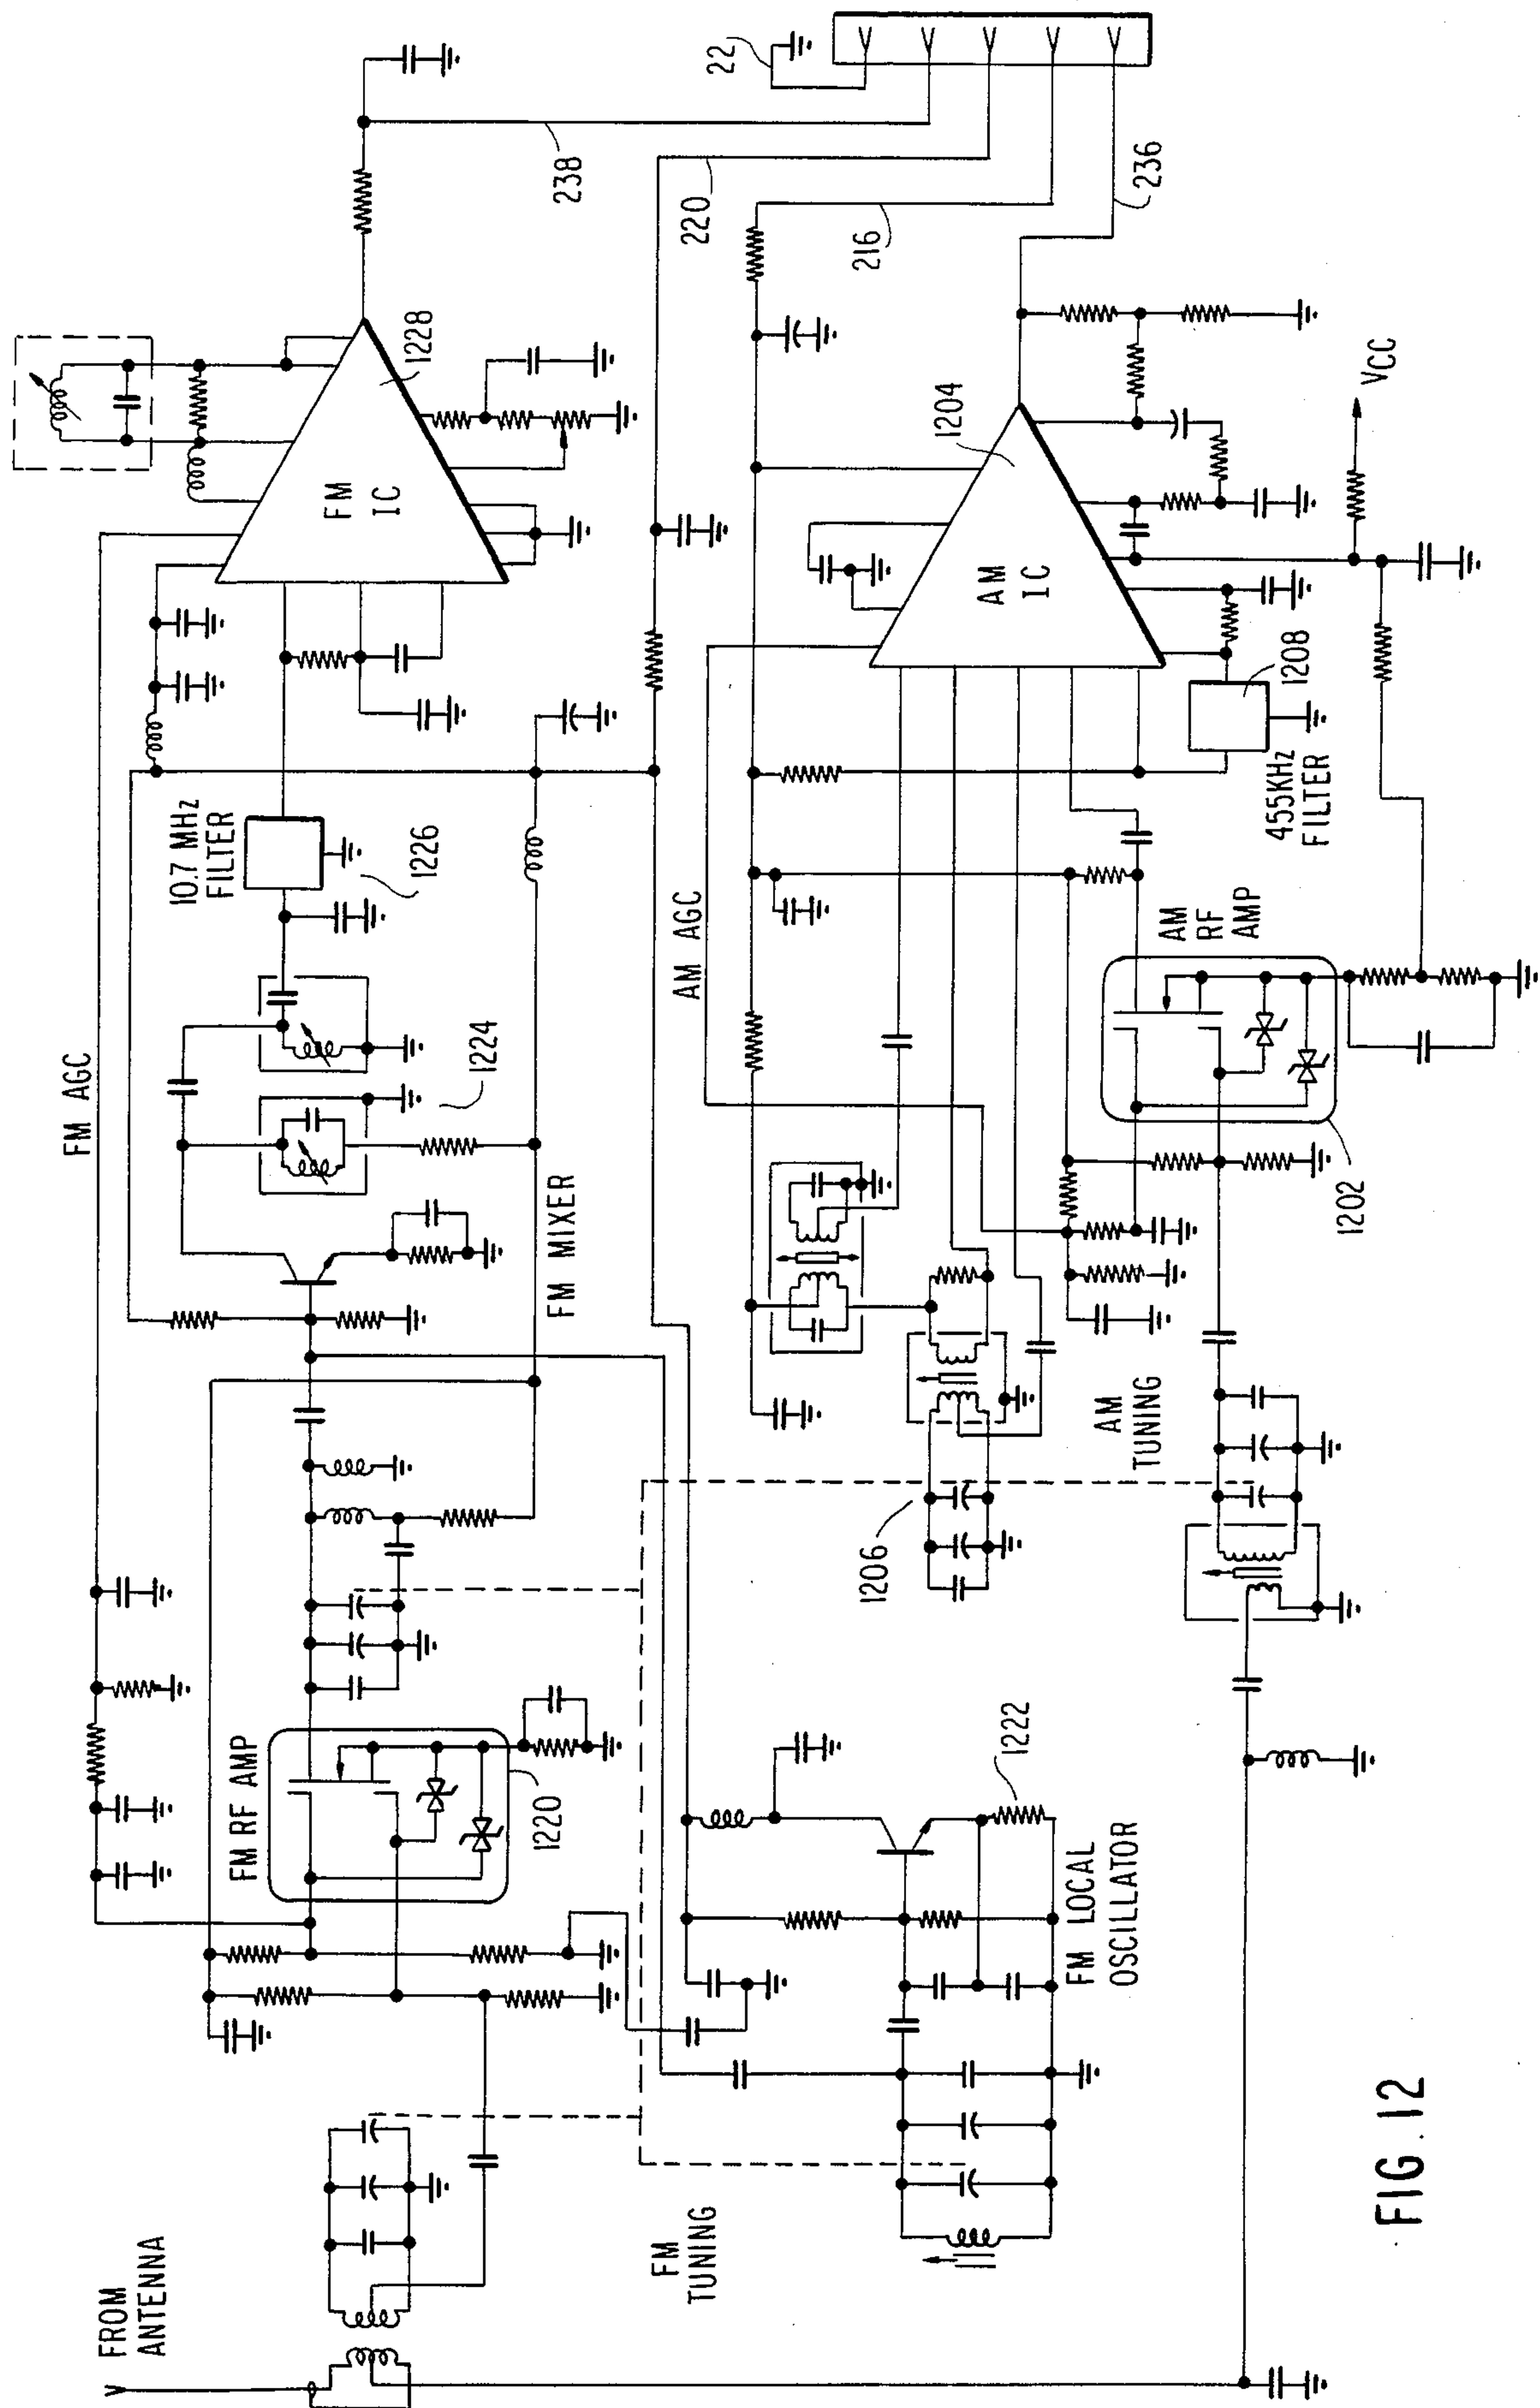 FROM
ANTENNA
FM
TUNING
FM RF AMP
1220
FM AGC
FM MIXER
1224
10.7 MHz
FILTER
1226
FM
IC
1228
238
220
216
22
236
FM LOCAL
OSCILLATOR
1222
1206
AM
TUNING
AM AGC
AM
RF
AMP
1202
AM
IC
1204
1208
455KHz
FILTER
VCC
FIG. 12